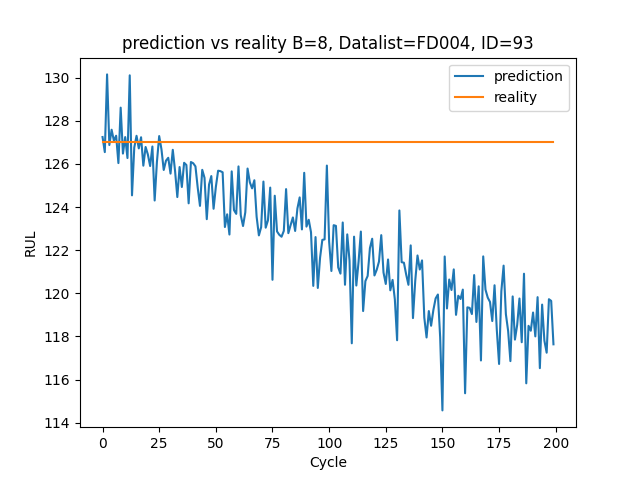 prediction vs reality B=8, Datalist=FD004, ID=93
prediction
reality
130
128
126
124
122
120
118
116
114
RUL
0 25 50 75 100 125 150 175 200
Cycle